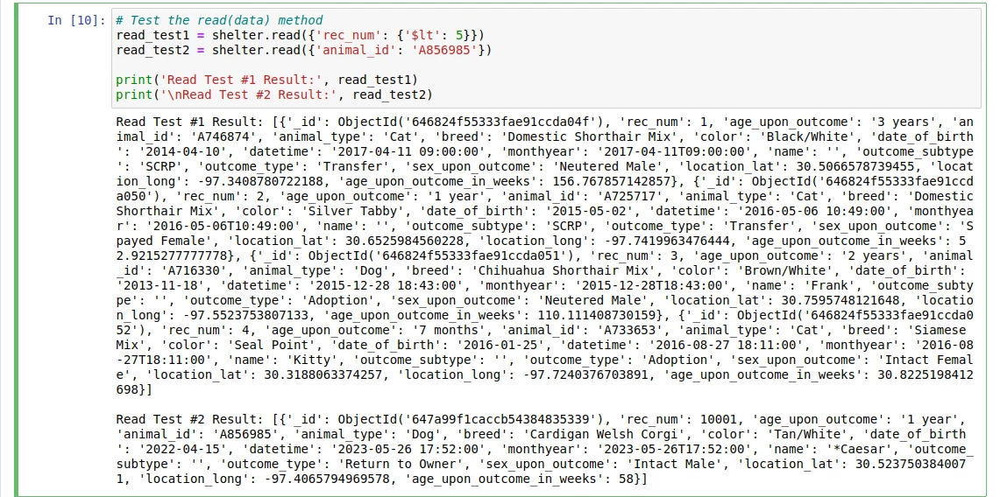 In [10]: # Test the read(data) method
read_test1 = shelter.read({'rec_num': {'$lt': 5}})
read_test2 = shelter.read({'animal_id': 'A856985'})
print('Read Test #1 Result:', read_test1)
print('\nRead Test #2 Result:', read_test2)
Read Test #1 Result: [{'_id': ObjectId('646824f55333fae91ccda04f'), 'rec_num': 1, 'age_upon_outcome': '3 years', 'an
imal_id': 'A746874', 'animal_type': 'Cat', 'breed': 'Domestic Shorthair Mix', 'color': 'Black/White', 'date_of_birth
': '2014-04-10', 'datetime': '2017-04-11 09:00:00', 'monthyear': '2017-04-11T09:00:00', 'name': '', 'outcome_subtype
': 'SCRP', 'outcome_type': 'Transfer', 'sex_upon_outcome': 'Neutered Male', 'location_lat': 30.5066578739455, 'locat
ion_long': -97.3408780722188, 'age_upon_outcome_in_weeks': 156.767857142857}, {'_id': ObjectId('646824f55333fae91ccd
a050'), 'rec_num': 2, 'age_upon_outcome': '1 year', 'animal_id': 'A725717', 'animal_type': 'Cat', 'breed': 'Domestic
Shorthair Mix', 'color': 'Silver Tabby', 'date_of_birth': '2015-05-02', 'datetime': '2016-05-06 10:49:00', 'monthyea
r': '2016-05-06T10:49:00', 'name': '', 'outcome_subtype': 'SCRP', 'outcome_type': 'Transfer', 'sex_upon_outcome': 'S
payed Female', 'location_lat': 30.6525984560228, 'location_long': -97.7419963476444, 'age_upon_outcome_in_weeks': 5
2.9215277777778}, {'_id': ObjectId('646824f55333fae91ccda051'), 'rec_num': 3, 'age_upon_outcome': '2 years', 'animal
_id': 'A716330', 'animal_type': 'Dog', 'breed': 'Chihuahua Shorthair Mix', 'color': 'Brown/White', 'date_of_birth':
'2013-11-18', 'datetime': '2015-12-28 18:43:00', 'monthyear': '2015-12-28T18:43:00', 'name': 'Frank', 'outcome_subty
pe': '', 'outcome_type': 'Adoption', 'sex_upon_outcome': 'Neutered Male', 'location_lat': 30.7595748121648, 'locatio
n_long': -97.5523753807133, 'age_upon_outcome_in_weeks': 110.111408730159}, {'_id': ObjectId('646824f55333fae91ccda0
52'), 'rec_num': 4, 'age_upon_outcome': '7 months', 'animal_id': 'A733653', 'animal_type': 'Cat', 'breed': 'Siamese
Mix', 'color': 'Seal Point', 'date_of_birth': '2016-01-25', 'datetime': '2016-08-27 18:11:00', 'monthyear': '2016-08
-27T18:11:00', 'name': 'Kitty', 'outcome_subtype': '', 'outcome_type': 'Adoption', 'sex_upon_outcome': 'Intact Femal
e', 'location_lat': 30.3188063374257, 'location_long': -97.7240376703891, 'age_upon_outcome_in_weeks': 30.8225198412
698}]
Read Test #2 Result: [{'_id': ObjectId('647a99f1caccb54384835339'), 'rec_num': 10001, 'age_upon_outcome': '1 year',
'animal_id': 'A856985', 'animal_type': 'Dog', 'breed': 'Cardigan Welsh Corgi', 'color': 'Tan/White', 'date_of_birth
': '2022-04-15', 'datetime': '2023-05-26 17:52:00', 'monthyear': '2023-05-26T17:52:00', 'name': '*Caesar', 'outcome_
subtype': '', 'outcome_type': 'Return to Owner', 'sex_upon_outcome': 'Intact Male', 'location_lat': 30.523750384007
1, 'location_long': -97.4065794969578, 'age_upon_outcome_in_weeks': 58}]